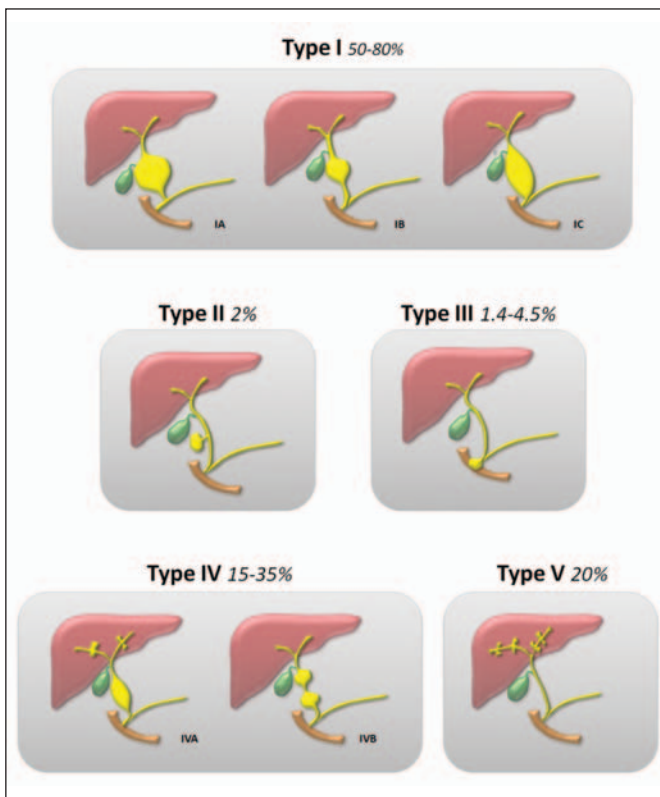 Type I 50-80%
IA IB IC
Type II 2% Type III 1.4-4.5%
Type IV 15-35% Type V 20%
IVA IVB